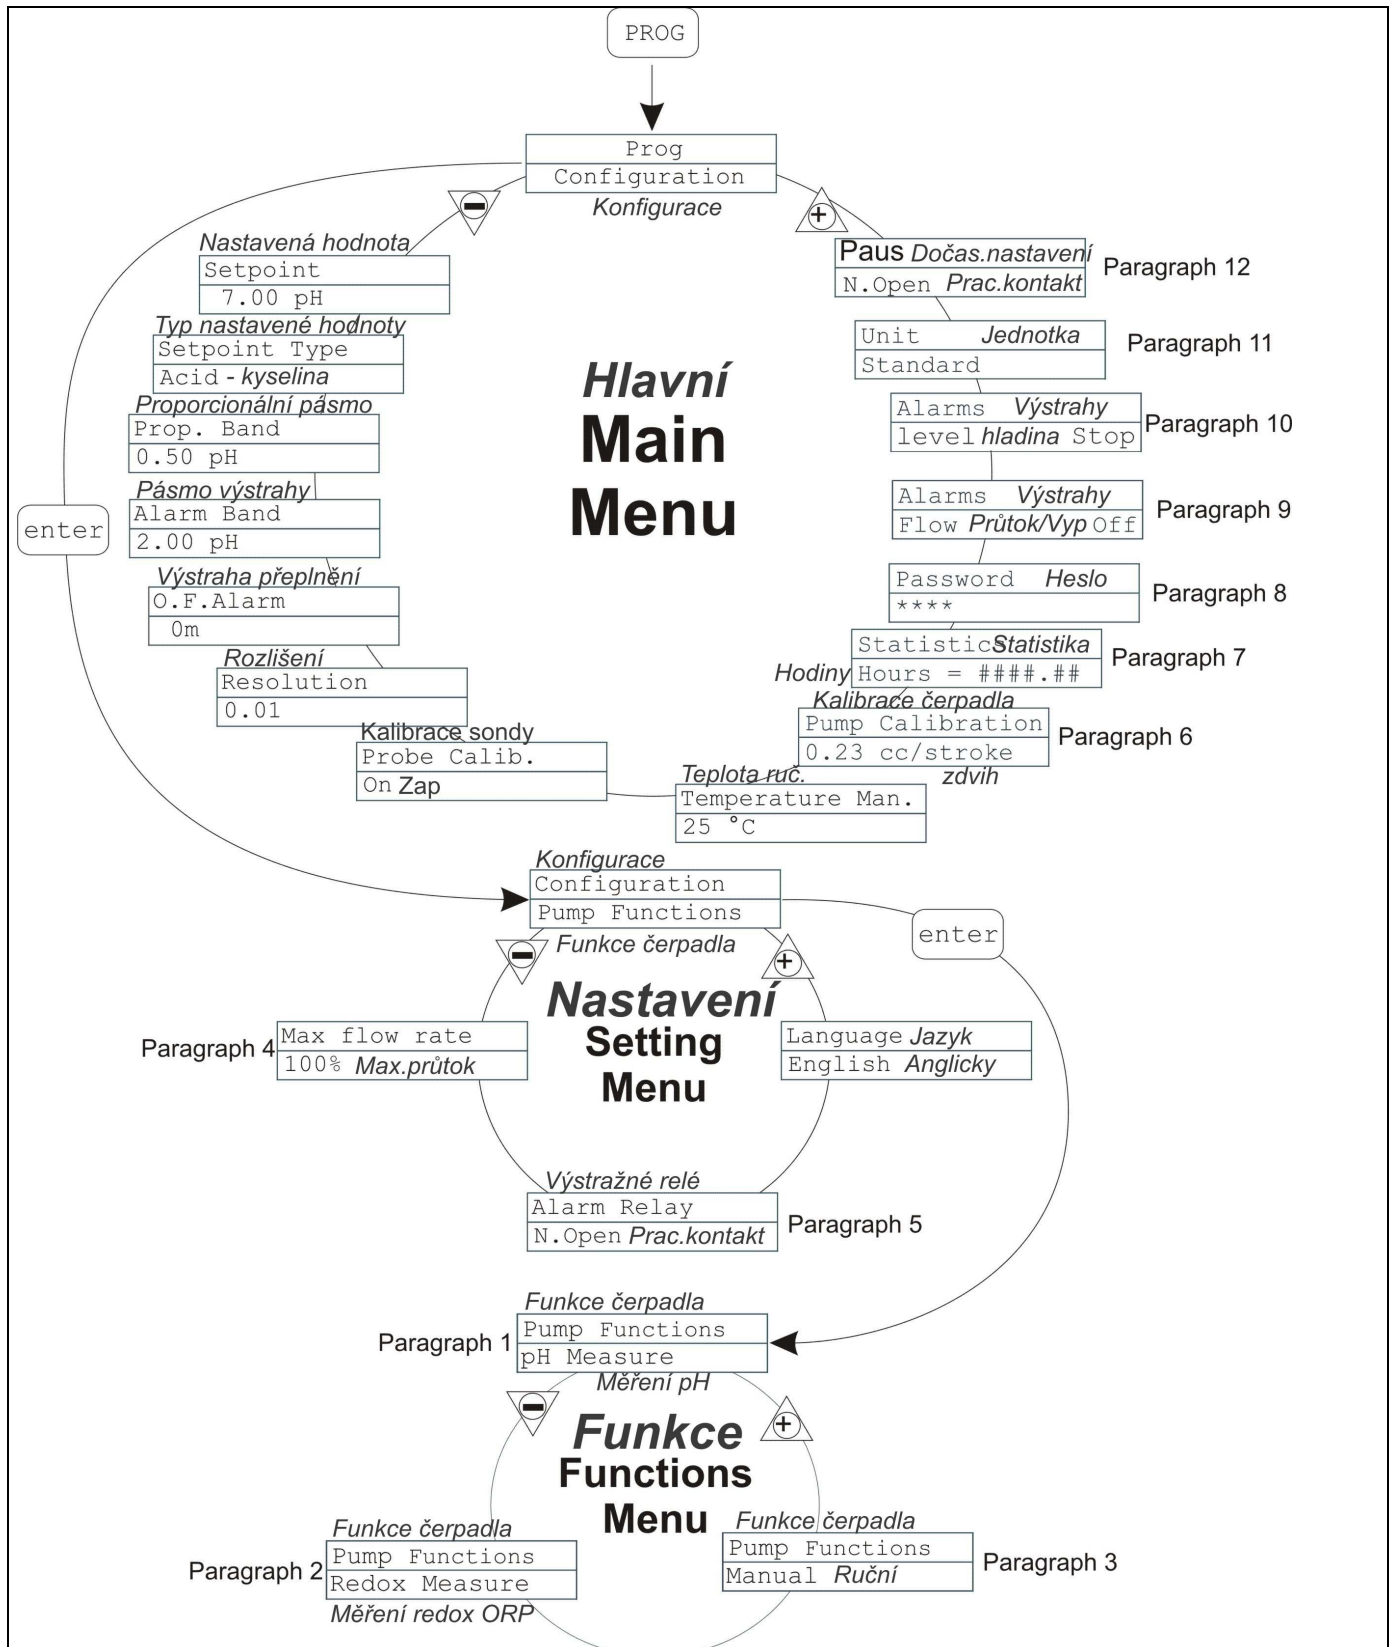 PROG
Prog
Configuration
Konfigurace
Nastavená hodnota
Setpoint
7.00 pH
Typ nastavené hodnoty
Setpoint Type
Acid - kyselina
Proporcionální pásmo
Prop. Band
0.50 pH
Pásmo výstrahy
Alarm Band
2.00 pH
Výstraha přeplnění
O.F.Alarm
0m
Rozlišení
Resolution
0.01
Kalibrace sondy
Probe Calib.
On Zap
enter
Hlavní
Main
Menu
Paus Dočas.nastavení
N.Open Prac.kontakt
Paragraph 12
Unit Jednotka
Standard
Paragraph 11
Alarms Výstrahy
level hladina Stop
Paragraph 10
Alarms Výstrahy
Flow Průtok/Vyp Off
Paragraph 9
Password Heslo
****
Paragraph 8
Statistics Statistika
Hodiny Hours = ####.##
Paragraph 7
Kalibrace čerpadla
Pump Calibration
0.23 cc/stroke
zdvih
Paragraph 6
Teplota ruč.
Temperature Man.
25 °C
Konfigurace
Configuration
Pump Functions
Funkce čerpadla
enter
Nastavení
Setting
Menu
Paragraph 4
Max flow rate
100% Max.průtok
Language Jazyk
English Anglicky
Výstražné relé
Alarm Relay
N.Open Prac.kontakt
Paragraph 5
Funkce čerpadla
Paragraph 1
Pump Functions
pH Measure
Měření pH
Funkce
Functions
Menu
Funkce čerpadla
Paragraph 2
Pump Functions
Redox Measure
Měření redox ORP
Funkce čerpadla
Pump Functions
Manual Ruční
Paragraph 3